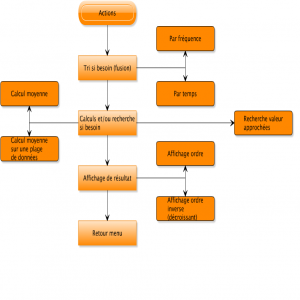 Actions
Par fréquence
Tri si besoin (fusion)
Par temps
Calcul moyenne
Calculs et/ou recherche
si besoin
Recherche valeur
approchées
Calcul moyenne
sur une plage
de données
Affichage ordre
Affichage de résultat
Affichage ordre
inverse
(décroissant)
Retour menu